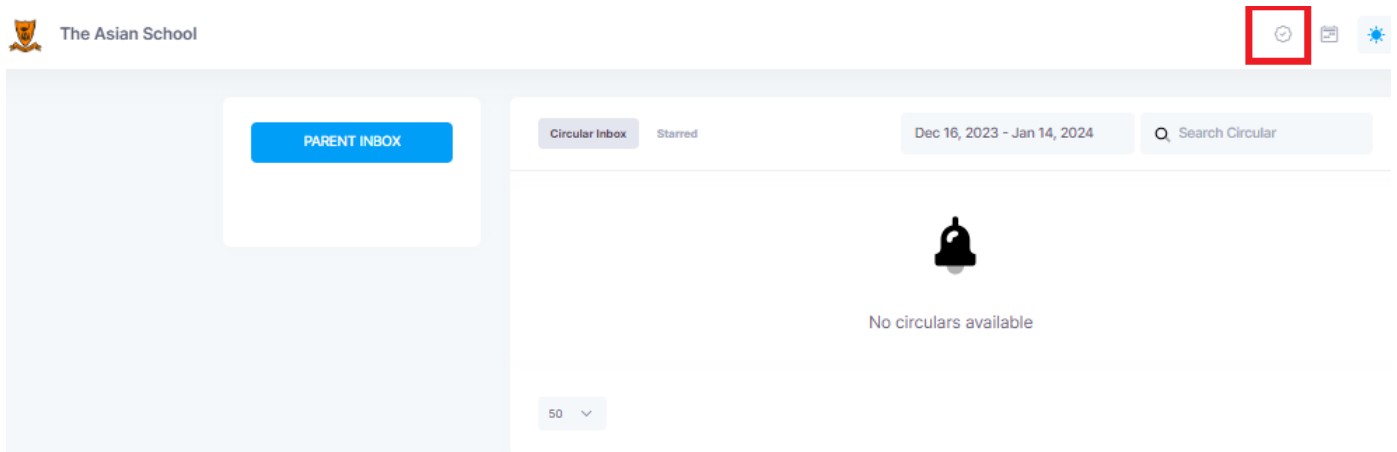 The Asian School
PARENT INBOX
Circular Inbox Starred Dec 16, 2023 - Jan 14, 2024 Search Circular
No circulars available
50